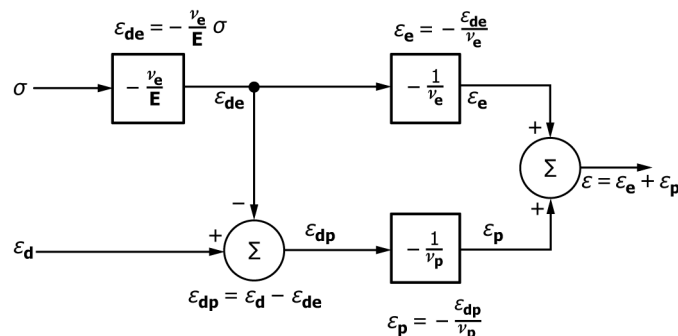 ε_de = − ν_e/E σ
ε_e = − ε_de/ν_e
σ
− ν_e/E
ε_de
− 1/ν_e
ε_e
+
Σ
ε = ε_e + ε_p
+
−
ε_d
+
Σ
ε_dp
− 1/ν_p
ε_p
ε_dp = ε_d − ε_de
ε_p = − ε_dp/ν_p